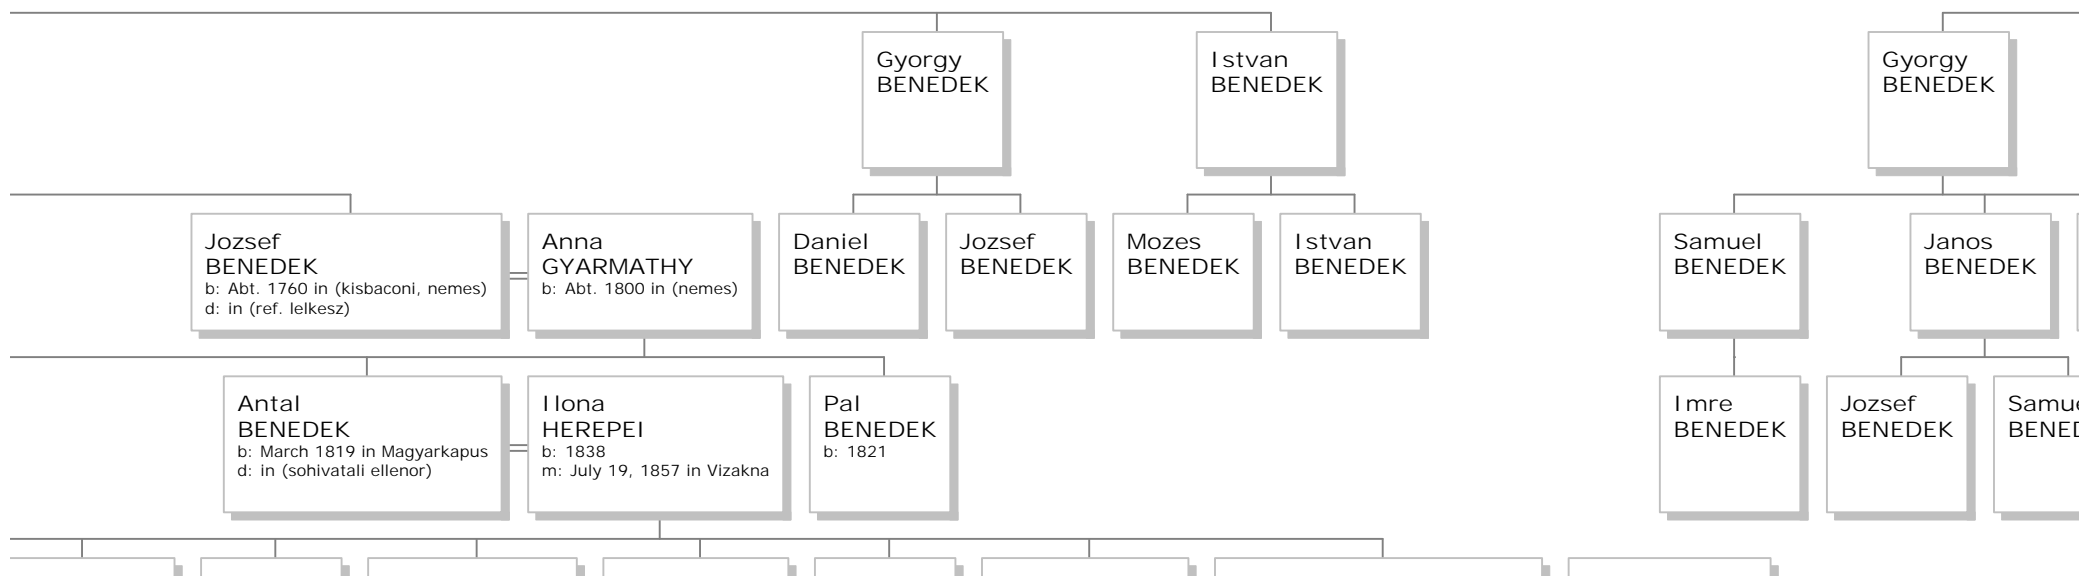 Gyorgy
BENEDEK
Istvan
BENEDEK
Gyorgy
BENEDEK
Jozsef
BENEDEK
b: Abt. 1760 in (kisbaconi, nemes)
d: in (ref. lelkesz)
Anna
GYARMATHY
b: Abt. 1800 in (nemes)
Daniel
BENEDEK
Jozsef
BENEDEK
Mozes
BENEDEK
Istvan
BENEDEK
Samuel
BENEDEK
Janos
BENEDEK
Antal
BENEDEK
b: March 1819 in Magyarkapus
d: in (sohivatali ellenor)
Ilona
HEREPEI
b: 1838
m: July 19, 1857 in Vizakna
Pal
BENEDEK
b: 1821
Imre
BENEDEK
Jozsef
BENEDEK